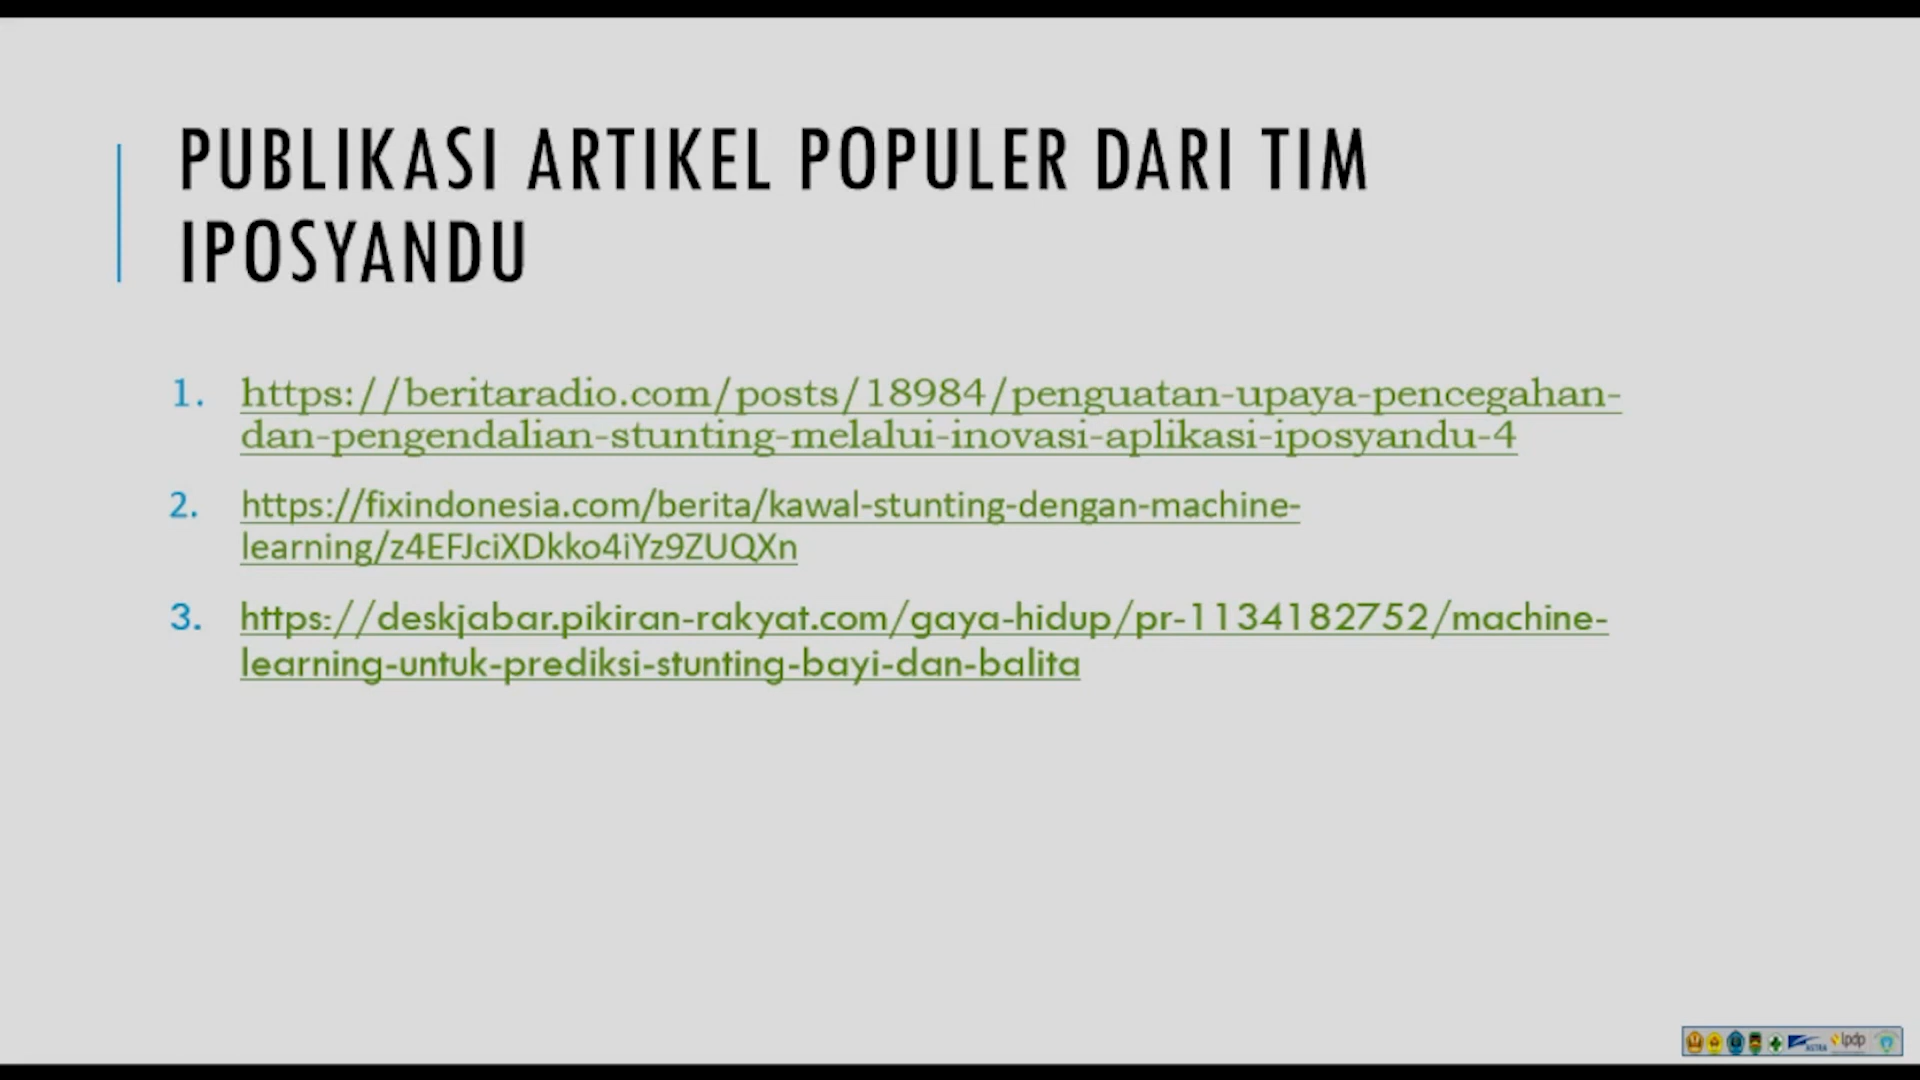 PUBLIKASI ARTIKEL POPULER DARI TIM
IPOSYANDU
1. https://beritaradio.com/posts/18984/penguatan-upaya-pencegahan-
dan-pengendalian-stunting-melalui-inovasi-aplikasi-iposyandu-4
2. https://fixindonesia.com/berita/kawal-stunting-dengan-machine-
learning/z4EFJciXDkko4iYz9ZUQXn
3. https://deskjabar.pikiran-rakyat.com/gaya-hidup/pr-1134182752/machine-
learning-untuk-prediksi-stunting-bayi-dan-balita
ASTRA lpdp